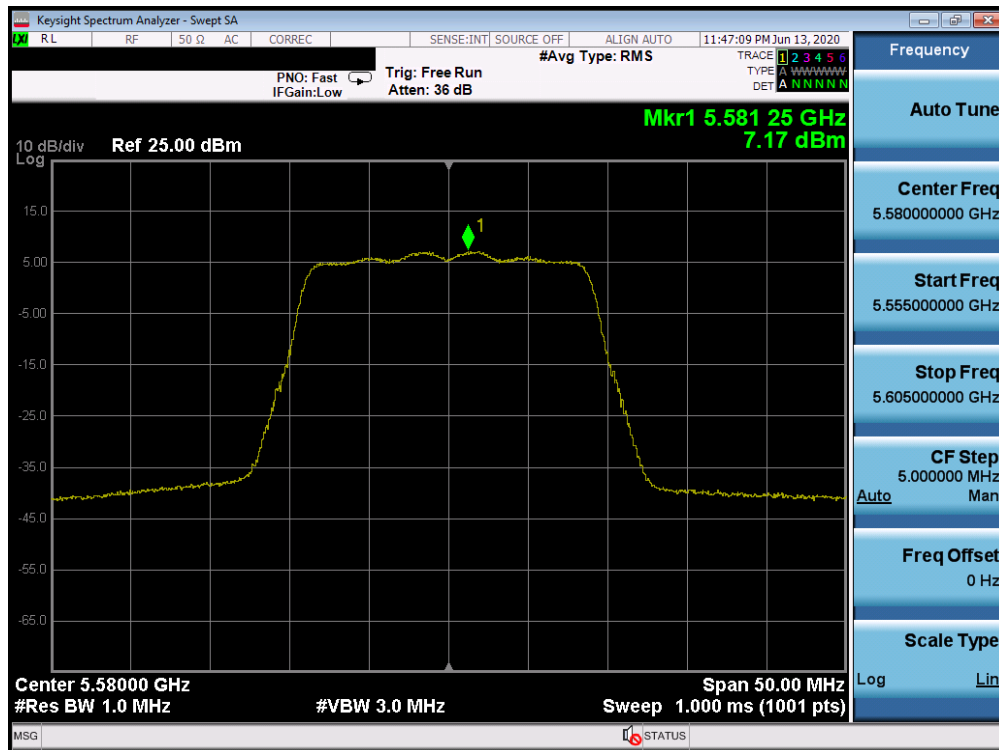 Keysight Spectrum Analyzer - Swept SA
LXI RL RF 50 Ω AC CORREC SENSE:INT SOURCE OFF ALIGN AUTO 11:47:09 PM Jun 13, 2020
#Avg Type: RMS
TRACE 1 2 3 4 5 6
TYPE A WWWWW
DET A N N N N N
PNO: Fast
IFGain:Low
Trig: Free Run
Atten: 36 dB
Mkr1 5.581 25 GHz
7.17 dBm
10 dB/div Ref 25.00 dBm
Log
15.0
5.00
-5.00
-15.0
-25.0
-35.0
-45.0
-55.0
-65.0
1
Center 5.58000 GHz
Span 50.00 MHz
#Res BW 1.0 MHz
#VBW 3.0 MHz
Sweep 1.000 ms (1001 pts)
MSG
STATUS
Frequency
Auto Tune
Center Freq
5.580000000 GHz
Start Freq
5.555000000 GHz
Stop Freq
5.605000000 GHz
CF Step
5.000000 MHz
Auto Man
Freq Offset
0 Hz
Scale Type
Log Lin